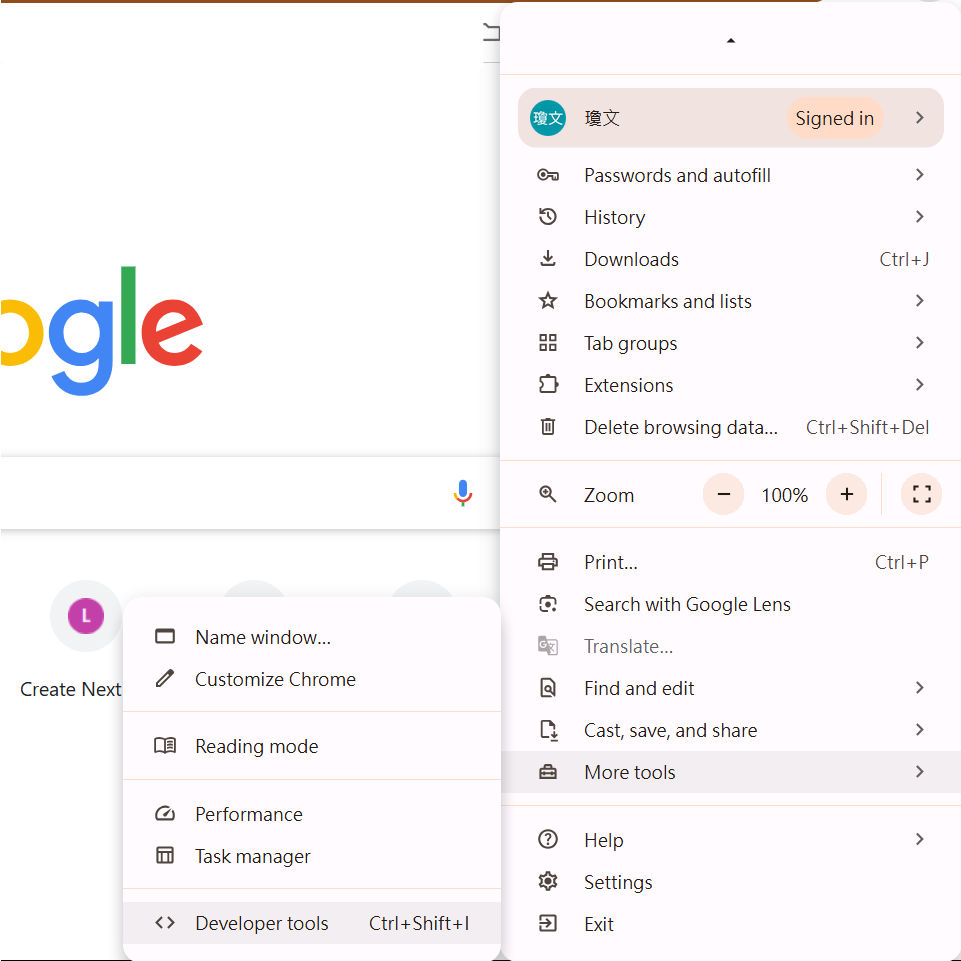 ogle
L
Create Next
瓊文 瓊文 Signed in
Passwords and autofill
History
Downloads Ctrl+J
Bookmarks and lists
Tab groups
Extensions
Delete browsing data... Ctrl+Shift+Del
Zoom − 100% +
Print... Ctrl+P
Search with Google Lens
Translate...
Find and edit
Cast, save, and share
More tools
Help
Settings
Exit
Name window...
Customize Chrome
Reading mode
Performance
Task manager
Developer tools Ctrl+Shift+I